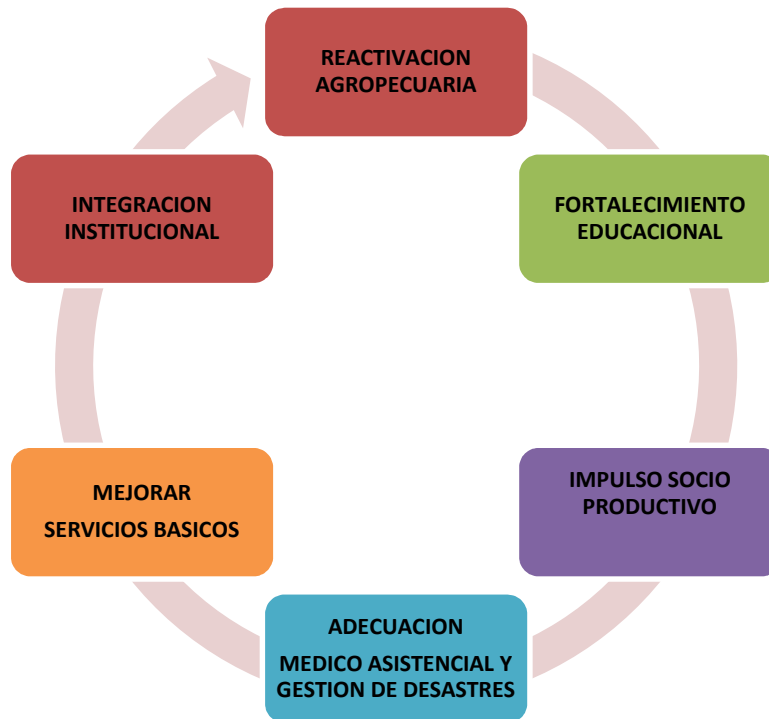 REACTIVACION
AGROPECUARIA
FORTALECIMIENTO
EDUCACIONAL
IMPULSO SOCIO
PRODUCTIVO
ADECUACION
MEDICO ASISTENCIAL Y
GESTION DE DESASTRES
MEJORAR
SERVICIOS BASICOS
INTEGRACION
INSTITUCIONAL